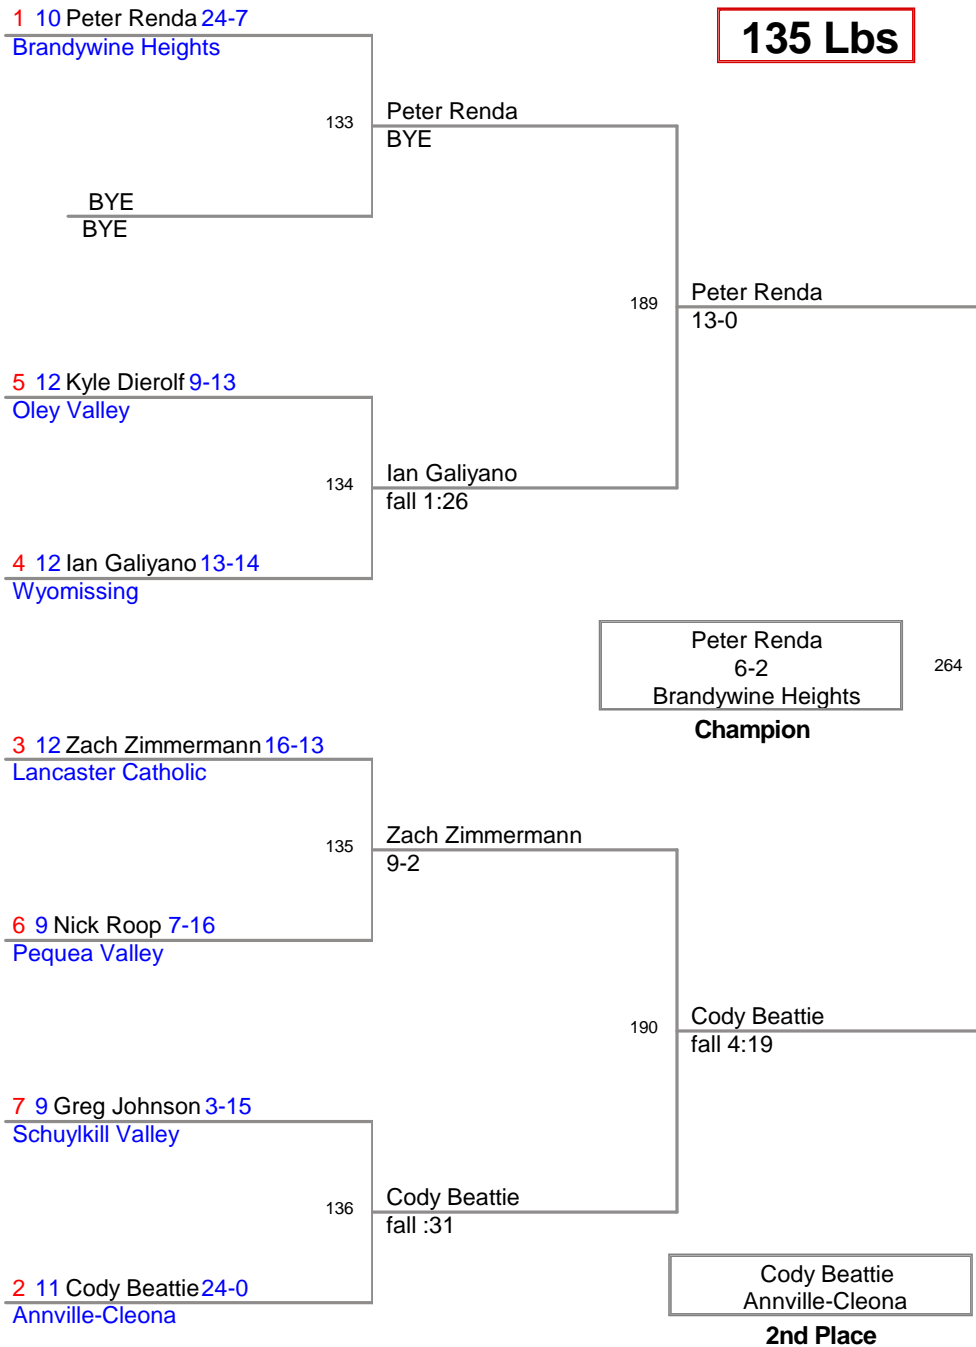 1 10 Peter Renda 24-7
Brandywine Heights
135 Lbs
133
Peter Renda
BYE
BYE
BYE
189
Peter Renda
13-0
5 12 Kyle Dierolf 9-13
Oley Valley
134
Ian Galiyano
fall 1:26
4 12 Ian Galiyano 13-14
Wyomissing
Peter Renda
6-2
Brandywine Heights
264
Champion
3 12 Zach Zimmermann 16-13
Lancaster Catholic
135
Zach Zimmermann
9-2
6 9 Nick Roop 7-16
Pequea Valley
190
Cody Beattie
fall 4:19
7 9 Greg Johnson 3-15
Schuylkill Valley
136
Cody Beattie
fall :31
2 11 Cody Beattie 24-0
Annville-Cleona
Cody Beattie
Annville-Cleona
2nd Place